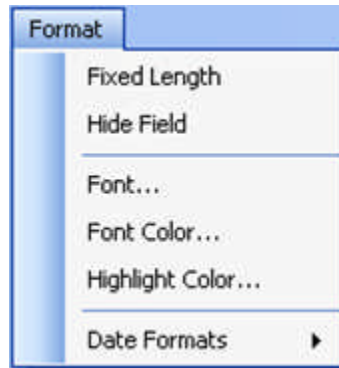 Format
Fixed Length
Hide Field
Font...
Font Color...
Highlight Color...
Date Formats